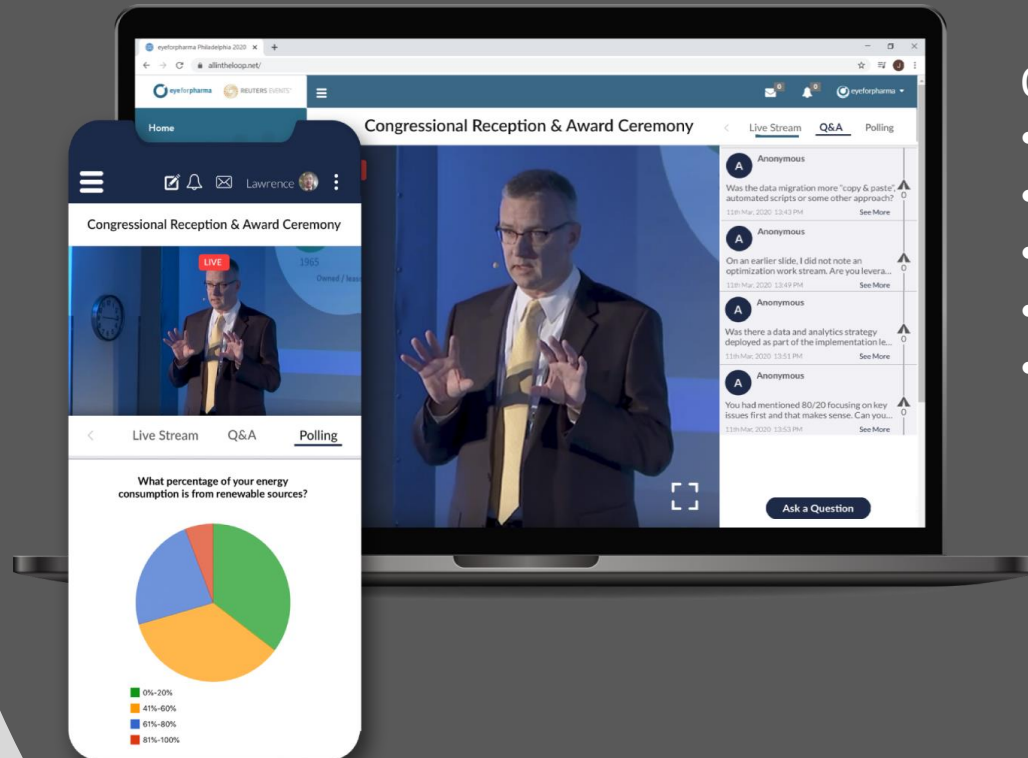 eyeforpharma Philadelphia 2020
allintheloop.net/
eyeforpharma REUTERS EVENTS
0 0 eyeforpharma
Home
Congressional Reception & Award Ceremony
Live Stream Q&A Polling
A Anonymous
Was the data migration more "copy & paste",
automated scripts or some other approach?
0
11th Mar, 2020 13:43 PM See More
A Anonymous
On an earlier slide, I did not note an
optimization work stream. Are you levera...
0
11th Mar, 2020 13:49 PM See More
A Anonymous
Was there a data and analytics strategy
deployed as part of the implementation le...
0
11th Mar, 2020 13:51 PM See More
A Anonymous
You had mentioned 80/20 focusing on key
issues first and that makes sense. Can you...
0
11th Mar, 2020 13:53 PM See More
Ask a Question
Lawrence
Congressional Reception & Award Ceremony
LIVE
1965
Owned /
Live Stream Q&A Polling
What percentage of your energy
consumption is from renewable sources?
0%-20%
41%-60%
61%-80%
81%-100%